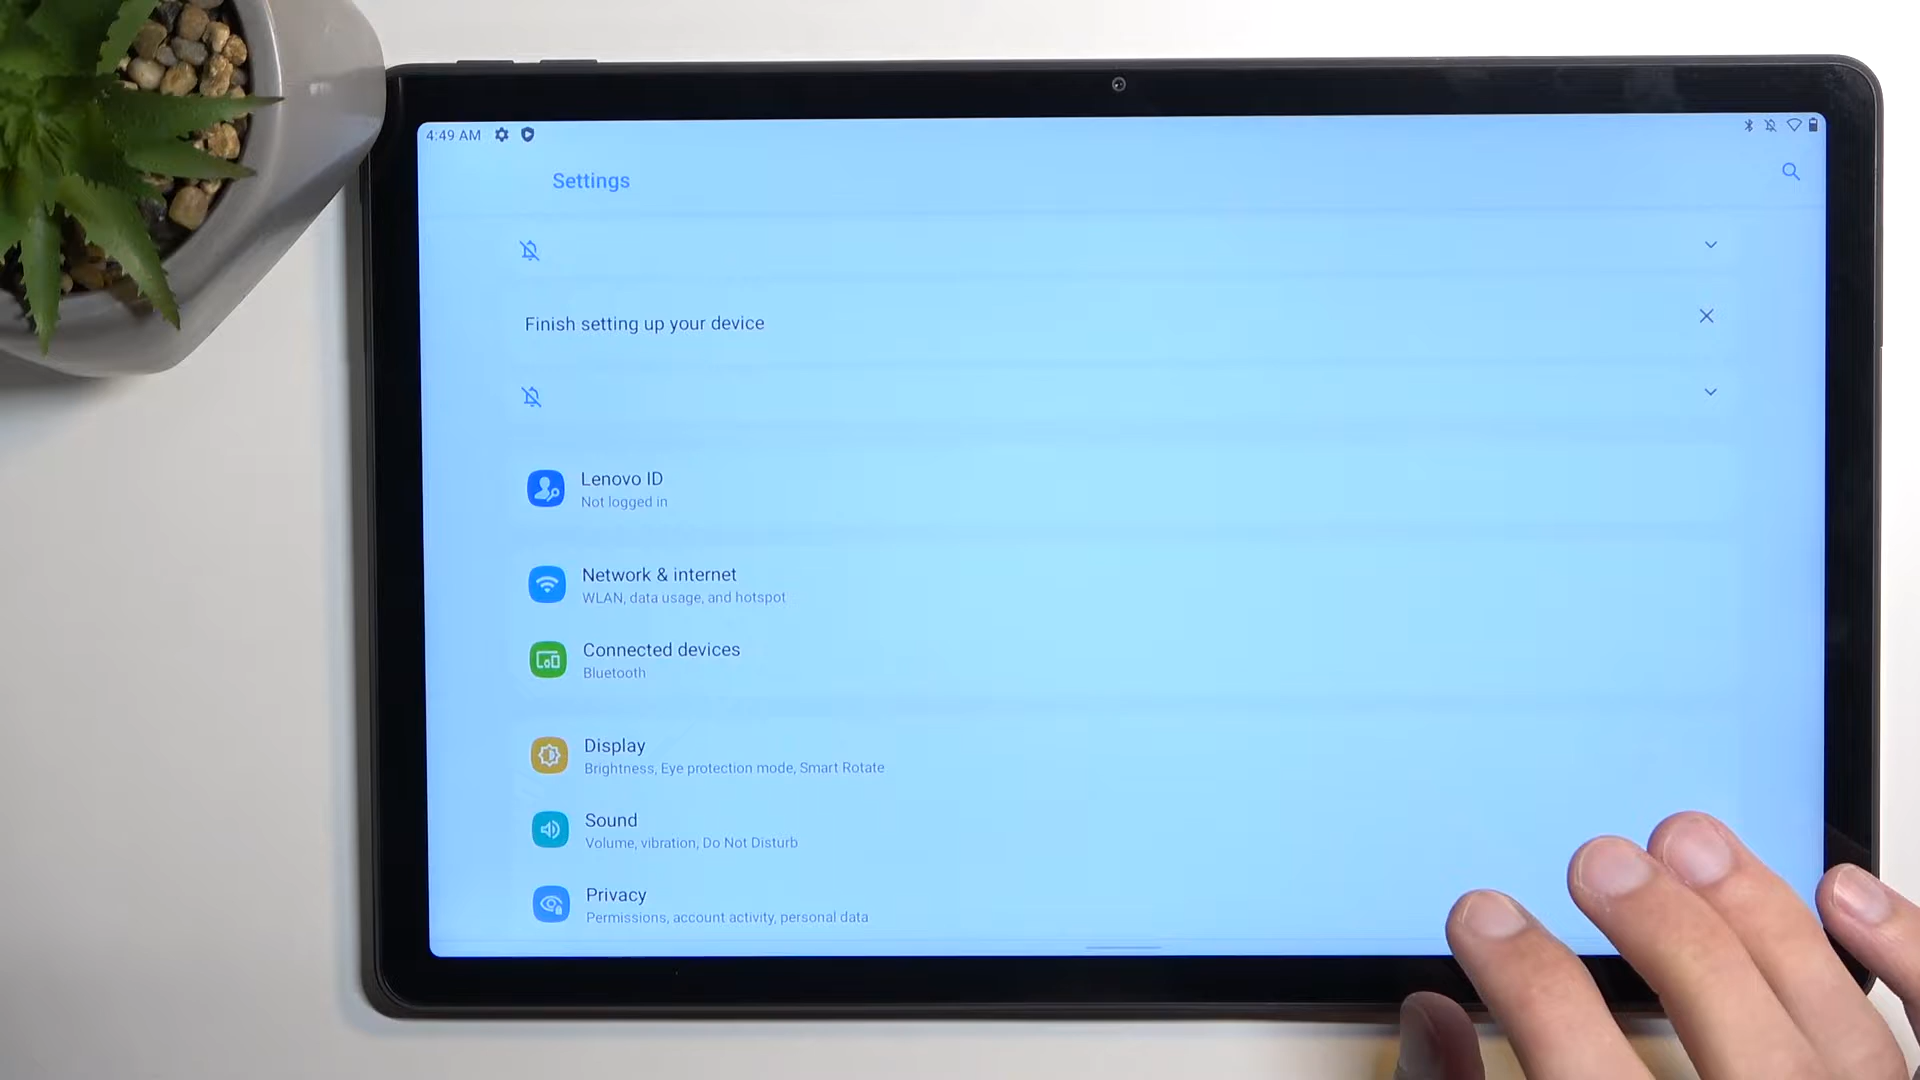 4:49 AM
Settings
Finish setting up your device
Lenovo ID
Not logged in
Network & internet
WLAN, data usage, and hotspot
Connected devices
Bluetooth
Display
Brightness, Eye protection mode, Smart Rotate
Sound
Volume, vibration, Do Not Disturb
Privacy
Permissions, account activity, personal data